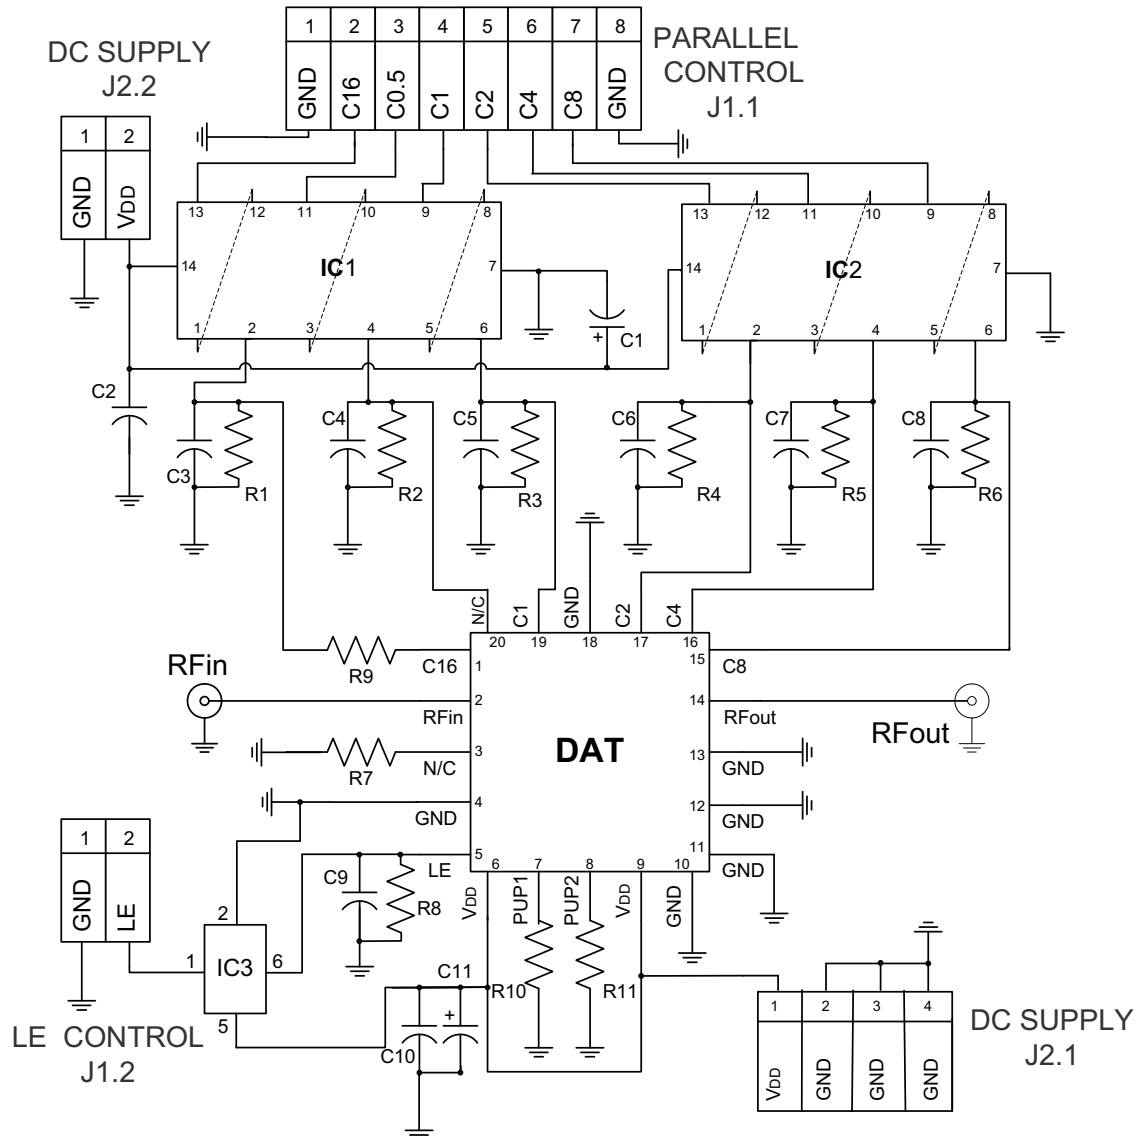 1 2 3 4 5 6 7 8
GND C16 C0.5 C1 C2 C4 C8 GND
PARALLEL
CONTROL
J1.1
DC SUPPLY
J2.2
1 2
GND VDD
13 12 11 10 9 8
14 IC1 7
1 2 3 4 5 6
13 12 11 10 9 8
14 IC2 7
1 2 3 4 5 6
+ C1
C2
C3 R1
C4 R2
C5 R3
C6 R4
C7 R5
C8 R6
N/C C1 GND C2 C4
20 19 18 17 16
R9 C16 1
15 C8
RFin
2 RFin
14 RFout
RFout
DAT
R7 3 N/C
13 GND
4 GND
12 GND
5 LE
11 GND
6 7 8 9 10
VDD PUP1 PUP2 VDD GND
1 2
GND LE
C9 R8
2
1 IC3 6
5
LE CONTROL
J1.2
C11
+
C10
R10 R11
1 2 3 4
VDD GND GND GND
DC SUPPLY
J2.1